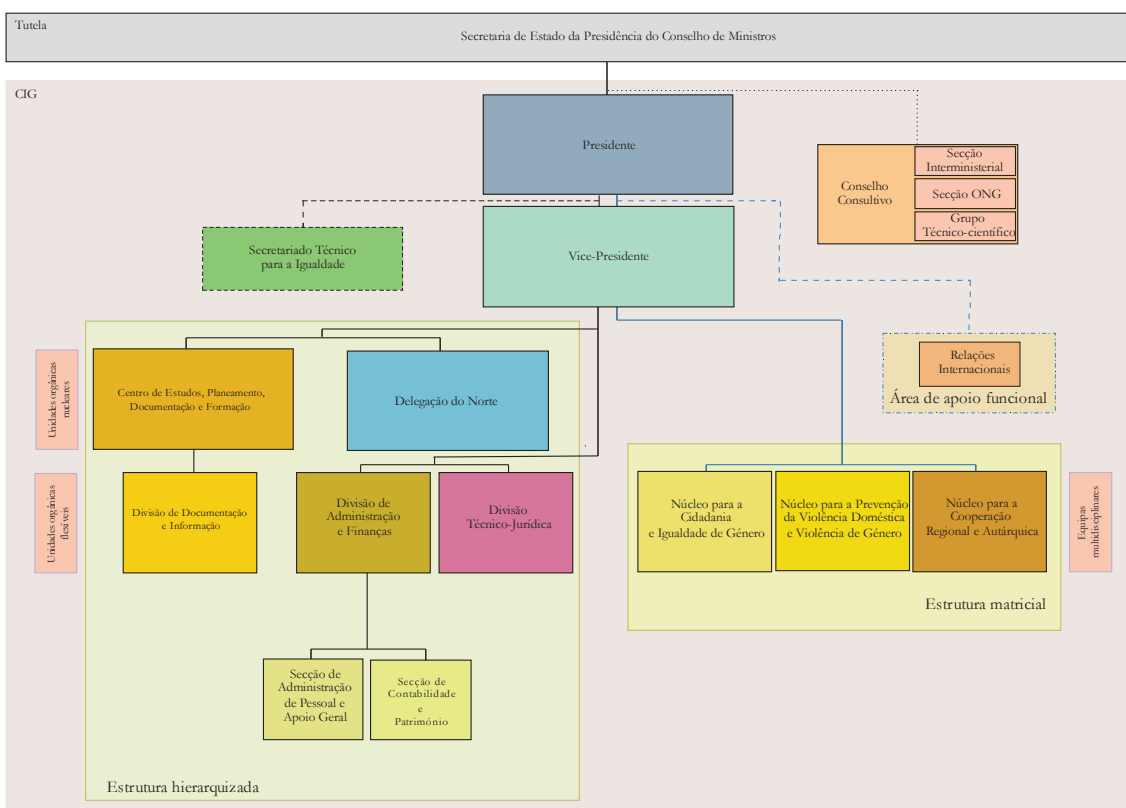 Tutela
Secretaria de Estado da Presidência do Conselho de Ministros
CIG
Presidente
Conselho
Consultivo
Secção
Interministerial
Secção ONG
Grupo
Técnico-científico
Secretariado Técnico
para a Igualdade
Vice-Presidente
Unidades orgânicas
nucleares
Centro de Estudos, Planeamento,
Documentação e Formação
Delegação do Norte
Relações
Internacionais
Área de apoio funcional
Unidades orgânicas
flexíveis
Divisão de Documentação
e Informação
Divisão de
Administração
e Finanças
Divisão
Técnico-Jurídica
Núcleo para a
Cidadania
e Igualdade de Género
Núcleo para a Prevenção
da Violência Doméstica
e Violência de Género
Núcleo para a
Cooperação
Regional e Autárquica
Equipas
multidisciplinares
Estrutura matricial
Secção de
Administração
de Pessoal e
Apoio Geral
Secção de
Contabilidade
e
Património
Estrutura hierarquizada